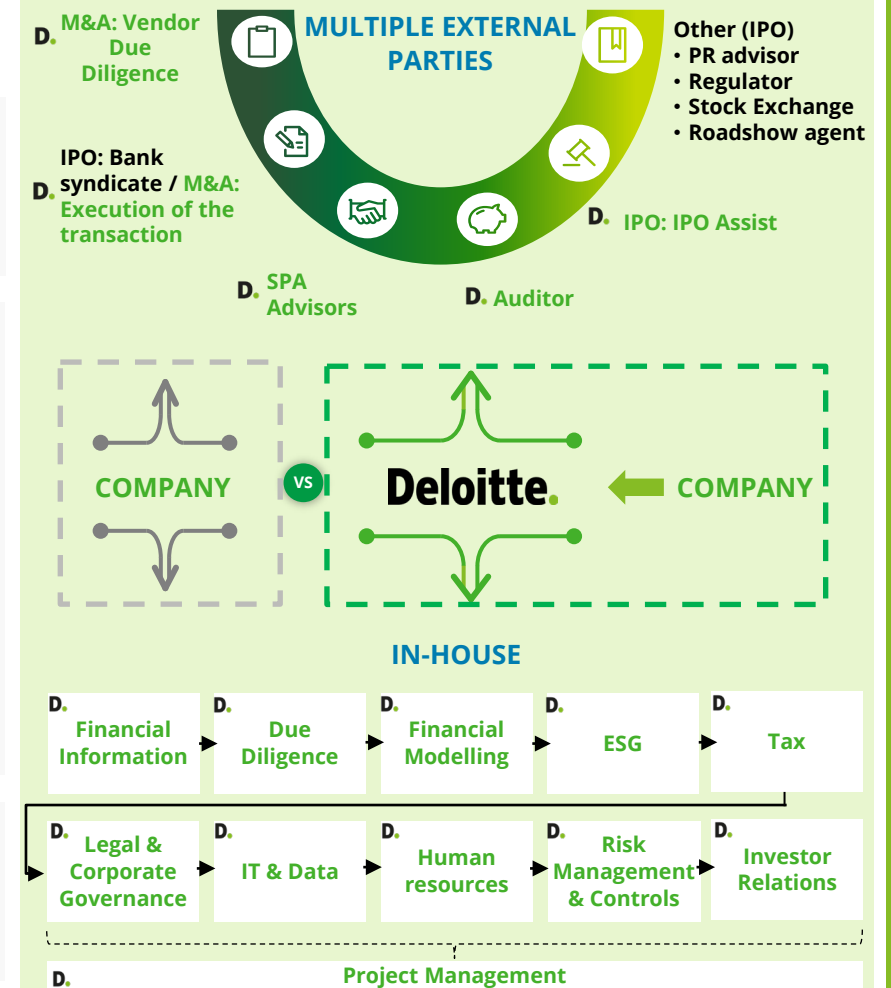 D. M&A: Vendor
Due
Diligence
MULTIPLE EXTERNAL
PARTIES
Other (IPO)
• PR advisor
• Regulator
• Stock Exchange
• Roadshow agent
IPO: Bank
D. syndicate / M&A:
Execution of the
transaction
D. IPO: IPO Assist
D. SPA
Advisors
D. Auditor
COMPANY
VS
Deloitte.
COMPANY
IN-HOUSE
D.
Financial
Information
D.
Due
Diligence
D.
Financial
Modelling
D.
ESG
D.
Tax
D.
Legal &
Corporate
Governance
D.
IT & Data
D.
Human
resources
D.
Risk
Management
& Controls
D.
Investor
Relations
D.
Project Management